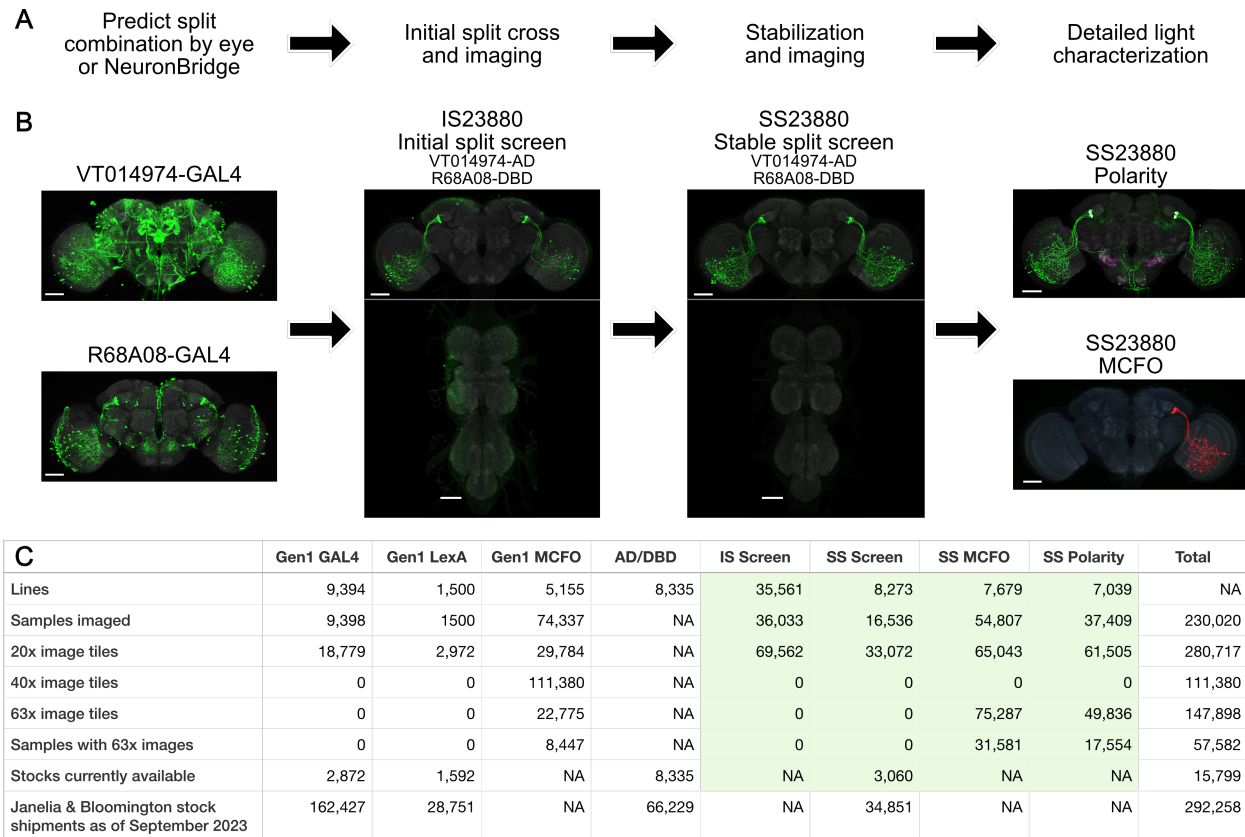 A
Predict split
combination by eye
or NeuronBridge
Initial split cross
and imaging
Stabilization
and imaging
Detailed light
characterization
B
VT014974-GAL4
R68A08-GAL4
IS23880
Initial split screen
VT014974-AD
R68A08-DBD
SS23880
Stable split screen
VT014974-AD
R68A08-DBD
SS23880
Polarity
SS23880
MCFO
C Gen1 GAL4 Gen1 LexA Gen1 MCFO AD/DBD IS Screen SS Screen SS MCFO SS Polarity Total
Lines 9,394 1,500 5,155 8,335 35,561 8,273 7,679 7,039 NA
Samples imaged 9,398 1500 74,337 NA 36,033 16,536 54,807 37,409 230,020
20x image tiles 18,779 2,972 29,784 NA 69,562 33,072 65,043 61,505 280,717
40x image tiles 0 0 111,380 NA 0 0 0 0 111,380
63x image tiles 0 0 22,775 NA 0 0 75,287 49,836 147,898
Samples with 63x images 0 0 8,447 NA 0 0 31,581 17,554 57,582
Stocks currently available 2,872 1,592 NA 8,335 NA 3,060 NA NA 15,799
Janelia & Bloomington stock
shipments as of September 2023 162,427 28,751 NA 66,229 NA 34,851 NA NA 292,258